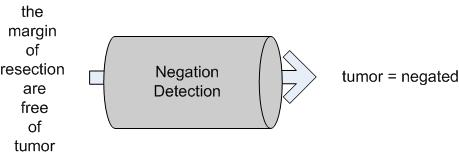 the
margin
of
resection
are
free
of
tumor
Negation
Detection
tumor = negated